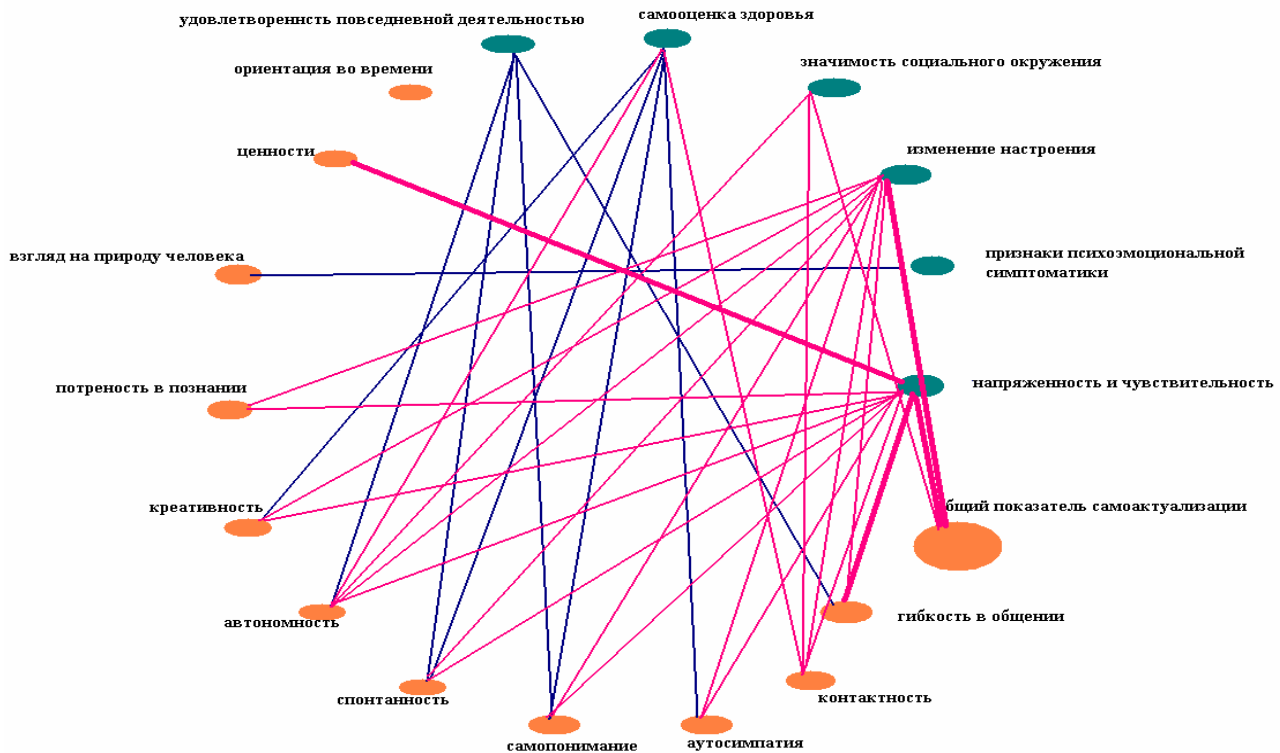 удовлетворенность повседневной деятельностью
самооценка здоровья
ориентация во времени
значимость социального окружения
ценности
изменение настроения
взгляд на природу человека
признаки психоэмоциональной
симптоматики
потреность в познании
напряженность и чувствительность
креативность
бщий показатель самоактуализации
автономность
гибкость в общении
спонтанность
контактность
самопонимание
аутосимпатия